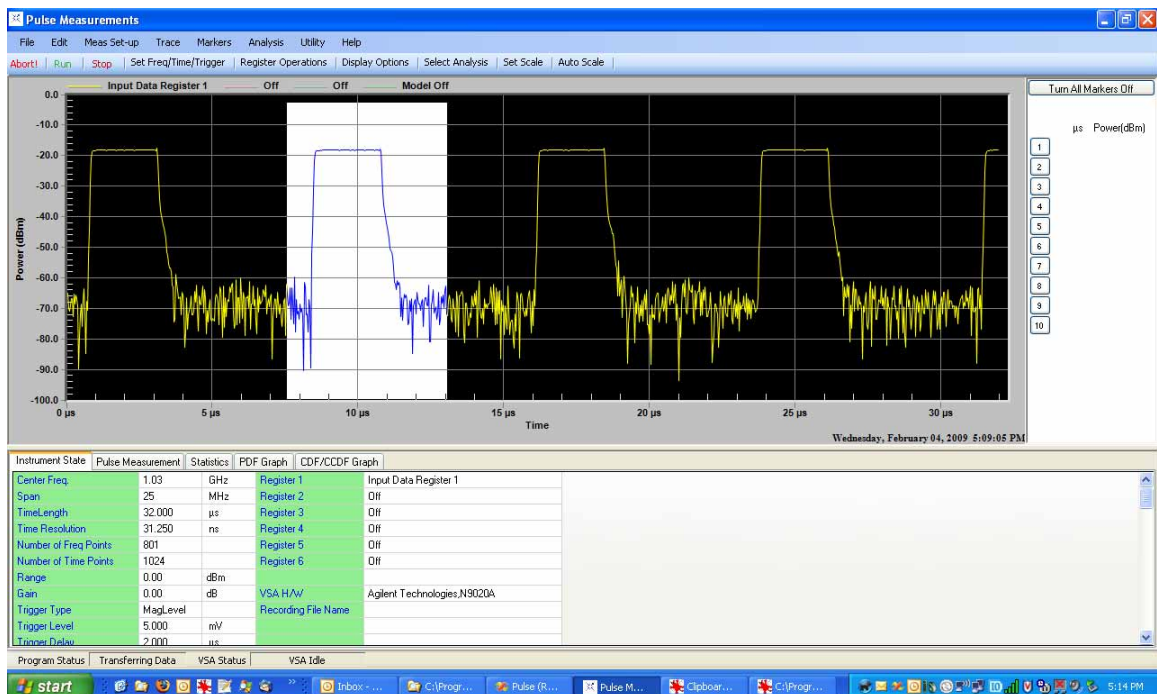 Pulse Measurements
File Edit Meas Set-up Trace Markers Analysis Utility Help
Abort! Run Stop Set Freq/Time/Trigger Register Operations Display Options Select Analysis Set Scale Auto Scale
Input Data Register 1 Off Off Model Off
Turn All Markers Off
µs Power(dBm)
1
2
3
4
5
6
7
8
9
10
Power (dBm)
0.0
-10.0
-20.0
-30.0
-40.0
-50.0
-60.0
-70.0
-80.0
-90.0
-100.0
0 µs 5 µs 10 µs 15 µs 20 µs 25 µs 30 µs
Time
Wednesday, February 04, 2009 5:09:05 PM
Instrument State Pulse Measurement Statistics PDF Graph CDF/CCDF Graph
Center Freq. 1.03 GHz Register 1 Input Data Register 1
Span 25 MHz Register 2 Off
TimeLength 32.000 µs Register 3 Off
Time Resolution 31.250 ns Register 4 Off
Number of Freq Points 801 Register 5 Off
Number of Time Points 1024 Register 6 Off
Range 0.00 dBm
Gain 0.00 dB VSA H/W Agilent Technologies,N9020A
Trigger Type MagLevel Recording File Name
Trigger Level 5.000 mV
Trigger Delay 2.000 µs
Program Status Transferring Data VSA Status VSA Idle
start Inbox - ... C:\Progr... Pulse (R... Pulse M... Clipboar... C:\Progr... 5:14 PM